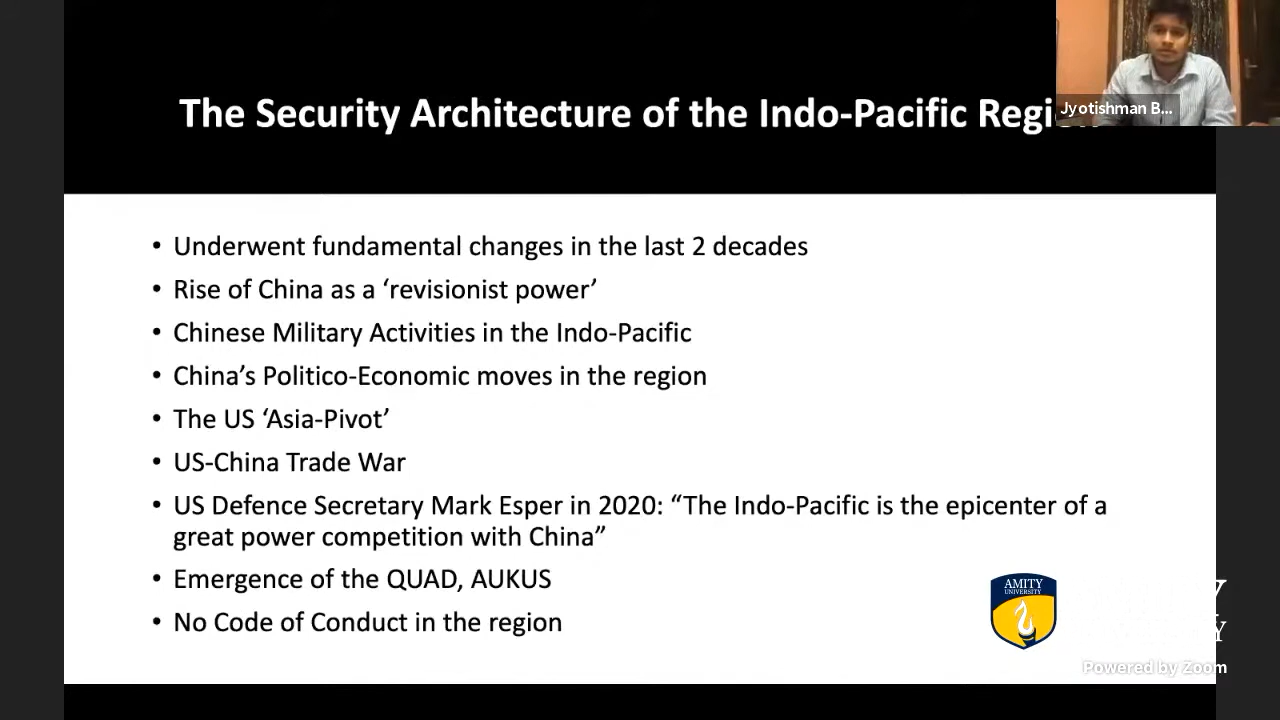 The Security Architecture of the Indo-Pacific Region
Jyotishman B...
• Underwent fundamental changes in the last 2 decades
• Rise of China as a ‘revisionist power’
• Chinese Military Activities in the Indo-Pacific
• China’s Politico-Economic moves in the region
• The US ‘Asia-Pivot’
• US-China Trade War
• US Defence Secretary Mark Esper in 2020: “The Indo-Pacific is the epicenter of a
great power competition with China”
• Emergence of the QUAD, AUKUS
• No Code of Conduct in the region
AMITY
UNIVERSITY
Powered by Zoom